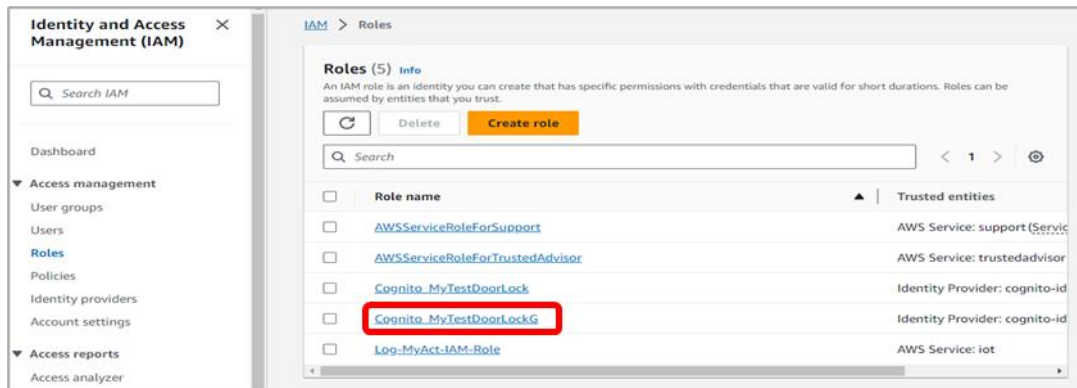 Identity and Access
Management (IAM)
Search IAM
Dashboard
Access management
User groups
Users
Roles
Policies
Identity providers
Account settings
Access reports
Access analyzer
IAM > Roles
Roles (5) Info
An IAM role is an identity you can create that has specific permissions with credentials that are valid for short durations. Roles can be
assumed by entities that you trust.
Delete Create role
Search
< 1 >
Role name Trusted entities
AWSServiceRoleForSupport AWS Service: support (Servic
AWSServiceRoleForTrustedAdvisor AWS Service: trustedadvisor
Cognito_MyTestDoorLock Identity Provider: cognito-id
Cognito_MyTestDoorLockG Identity Provider: cognito-id
Log-MyAct-IAM-Role AWS Service: iot